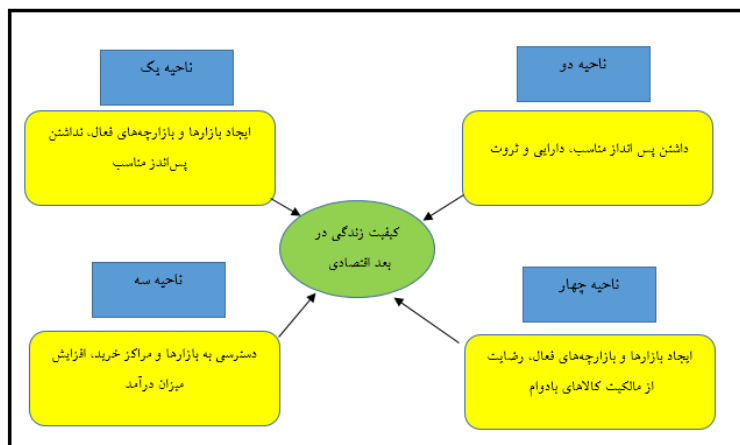 ناحیه یک
ایجاد بازارها و بازارچه‌های فعال، نداشتن
پس‌اندز مناسب
ناحیه دو
داشتن پس انداز مناسب، دارایی و ثروت
کیفیت زندگی در
بعد اقتصادی
ناحیه سه
دسترسی به بازارها و مراکز خرید، افزایش
میزان درآمد
ناحیه چهار
ایجاد بازارها و بازارچه‌های فعال، رضایت
از مالکیت کالاهای بادوام